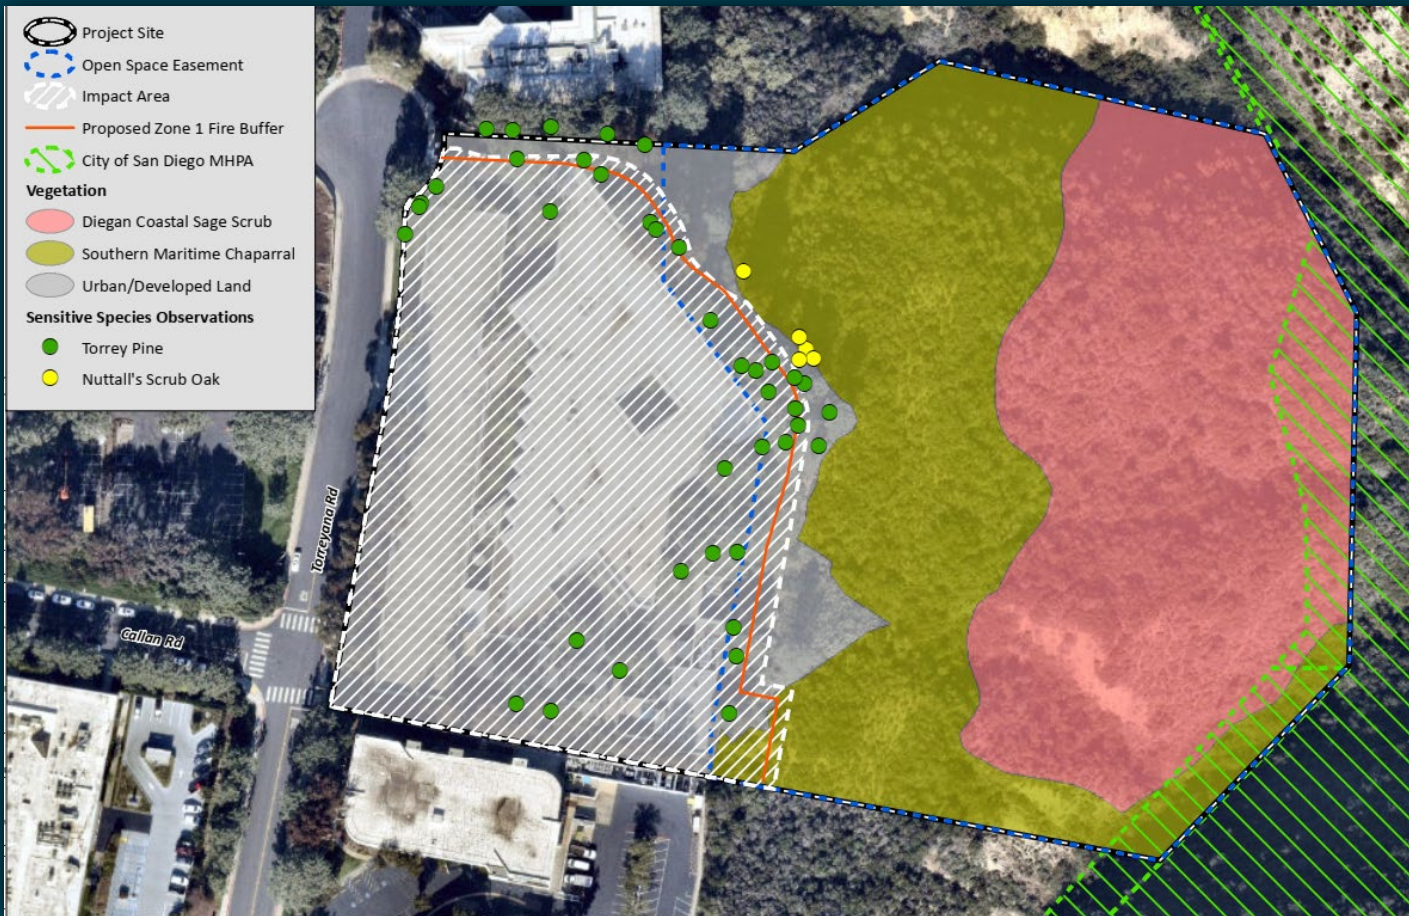 Project Site
Open Space Easement
Impact Area
Proposed Zone 1 Fire Buffer
City of San Diego MHPA
Vegetation
Diegan Coastal Sage Scrub
Southern Maritime Chaparral
Urban/Developed Land
Sensitive Species Observations
Torrey Pine
Nuttall's Scrub Oak
Torreyana Rd
Callan Rd